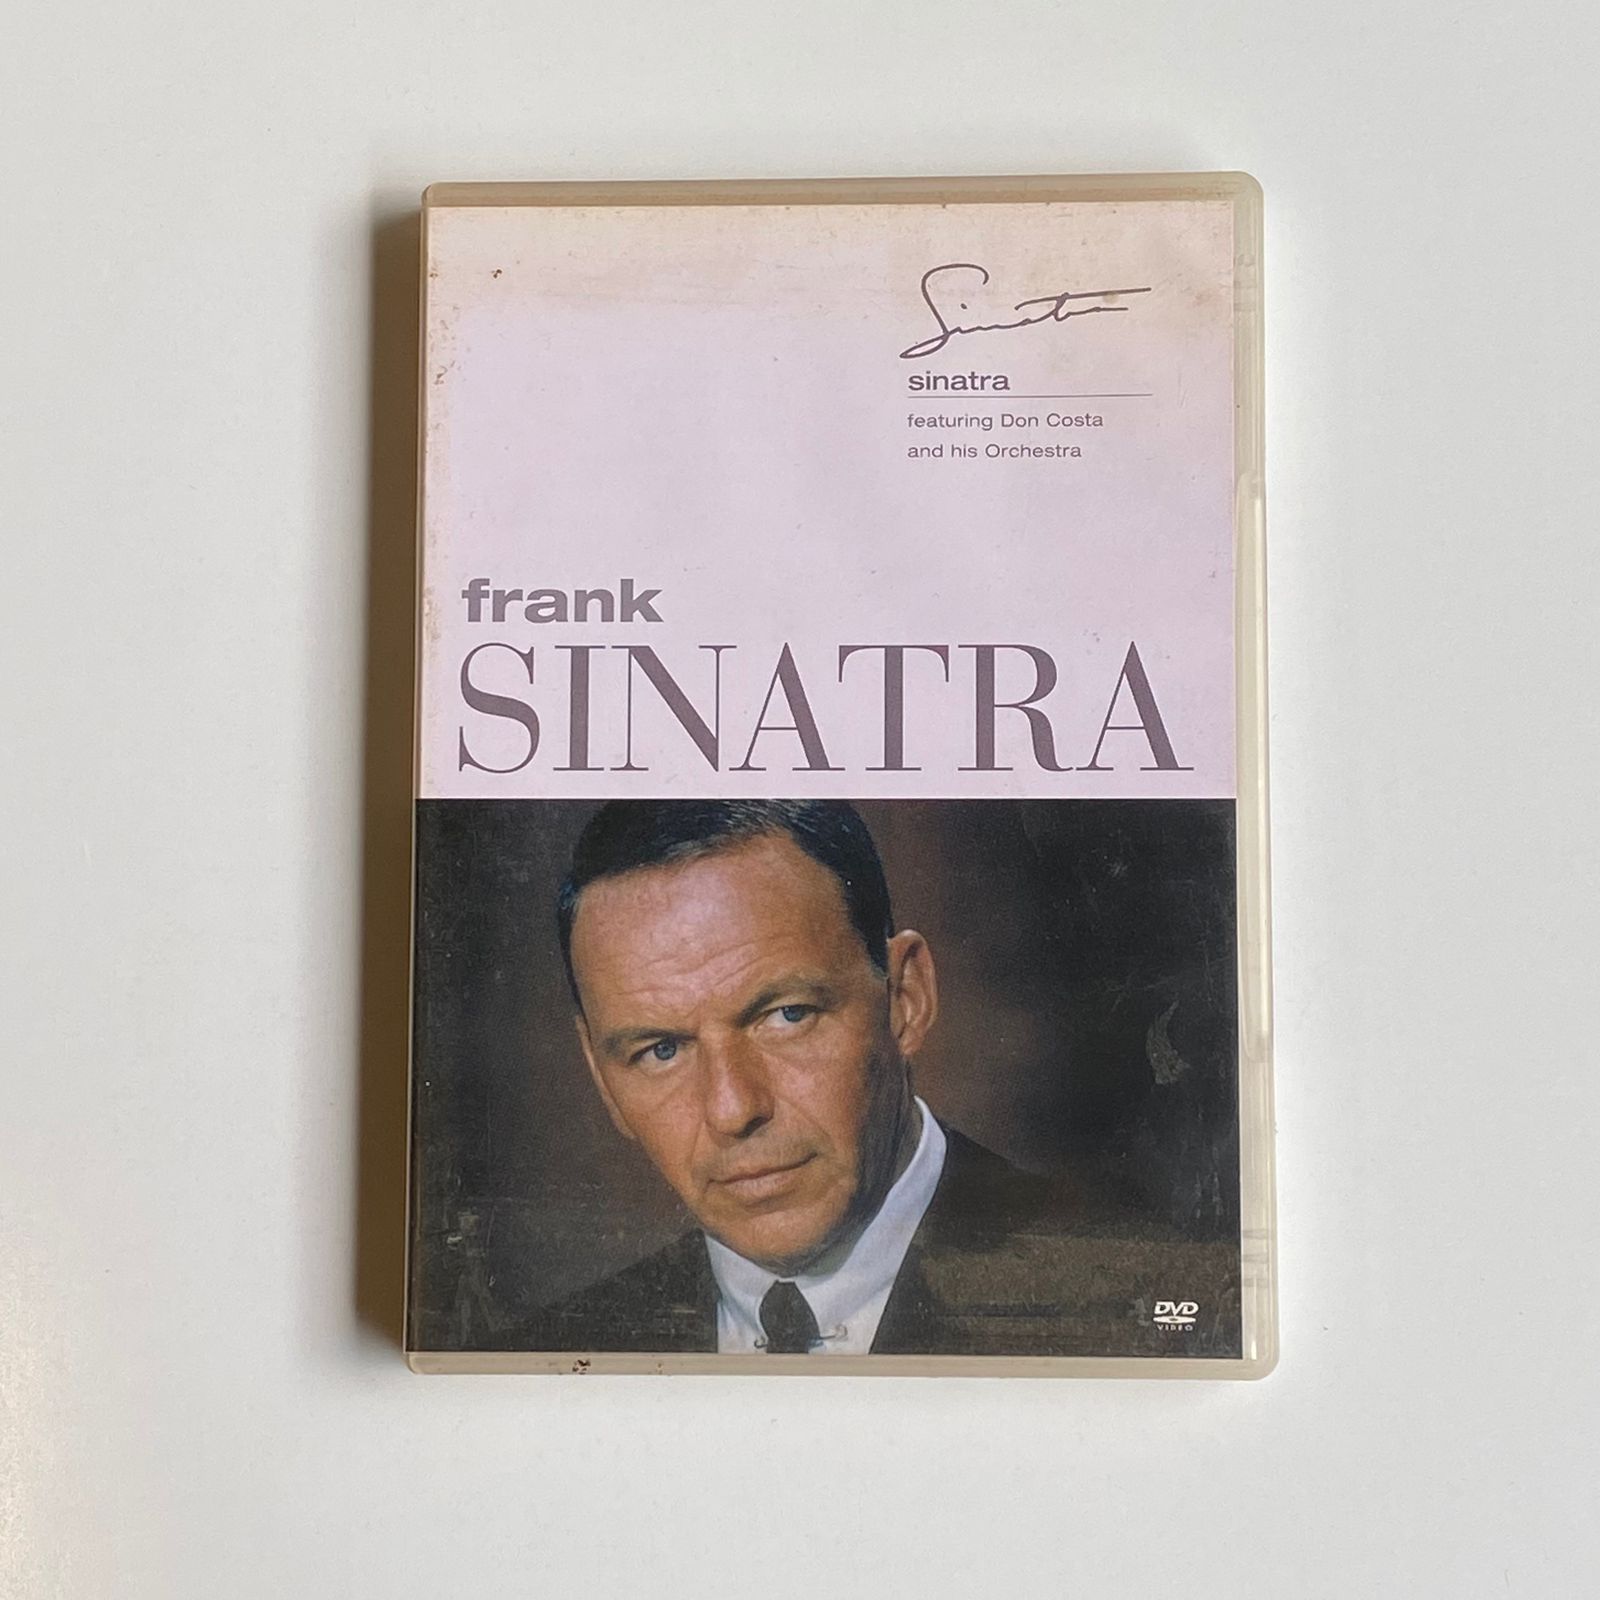 Sinatra
sinatra
featuring Don Costa
and his Orchestra
frank
SINATRA
DVD
VIDEO